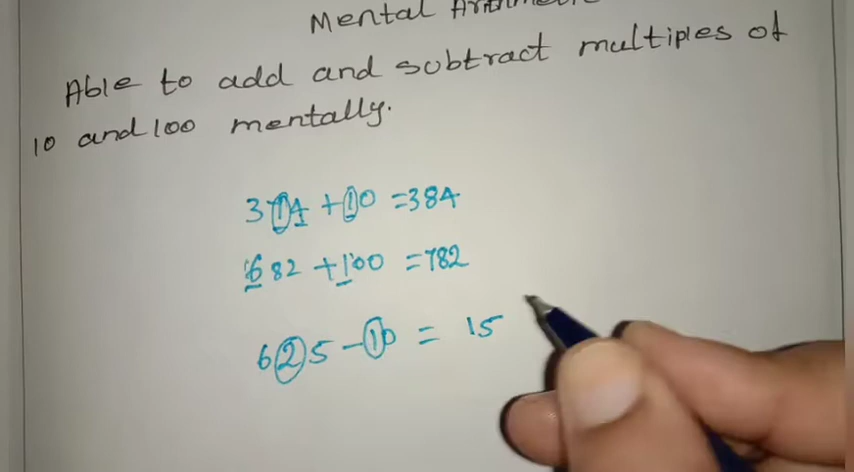 Mental Arithmetic
Able to add and subtract multiples of
10 and 100 mentally.
374 + 10 = 384
682 + 100 = 782
625 - 10 = 15